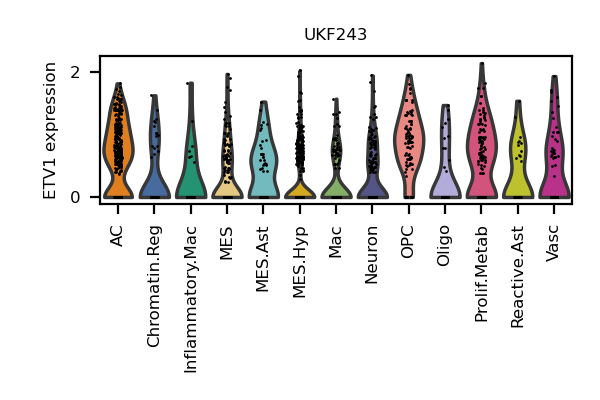 UKF243
ETV1 expression
2
0
AC
Chromatin.Reg
Inflammatory.Mac
MES
MES.Ast
MES.Hyp
Mac
Neuron
OPC
Oligo
Prolif.Metab
Reactive.Ast
Vasc